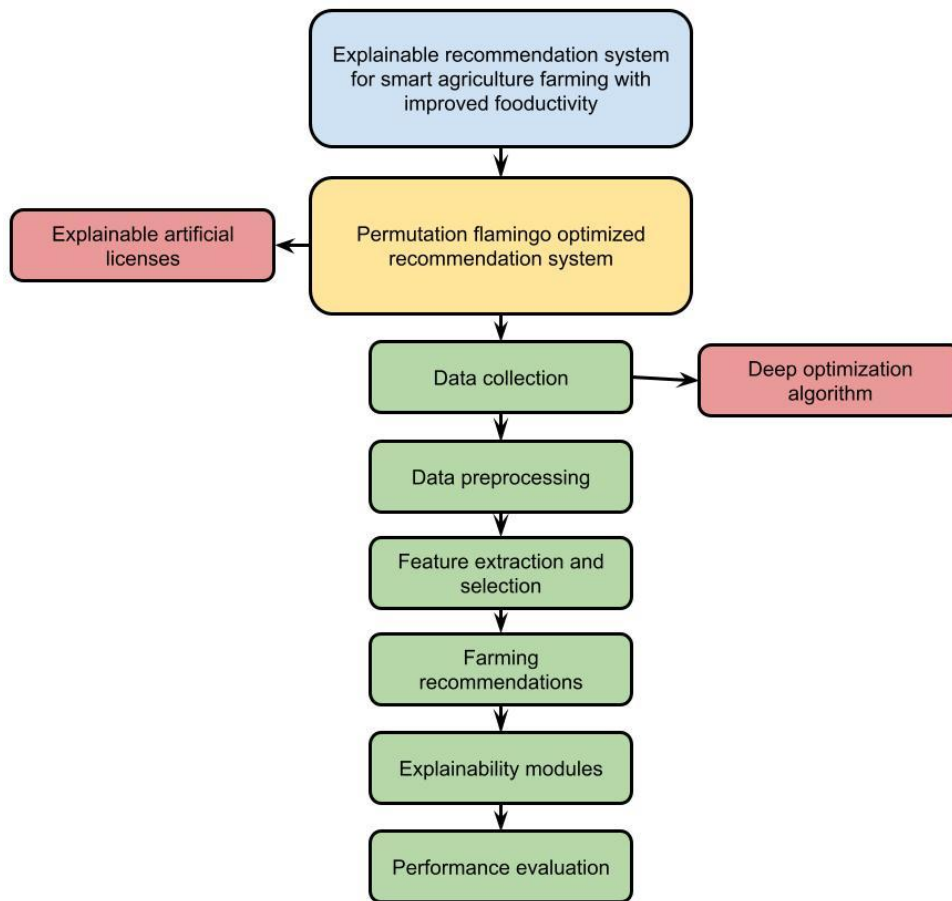 Explainable recommendation system
for smart agriculture farming with
improved fooductivity
Permutation flamingo optimized
recommendation system
Explainable artificial
licenses
Data collection
Deep optimization
algorithm
Data preprocessing
Feature extraction and
selection
Farming
recommendations
Explainability modules
Performance evaluation